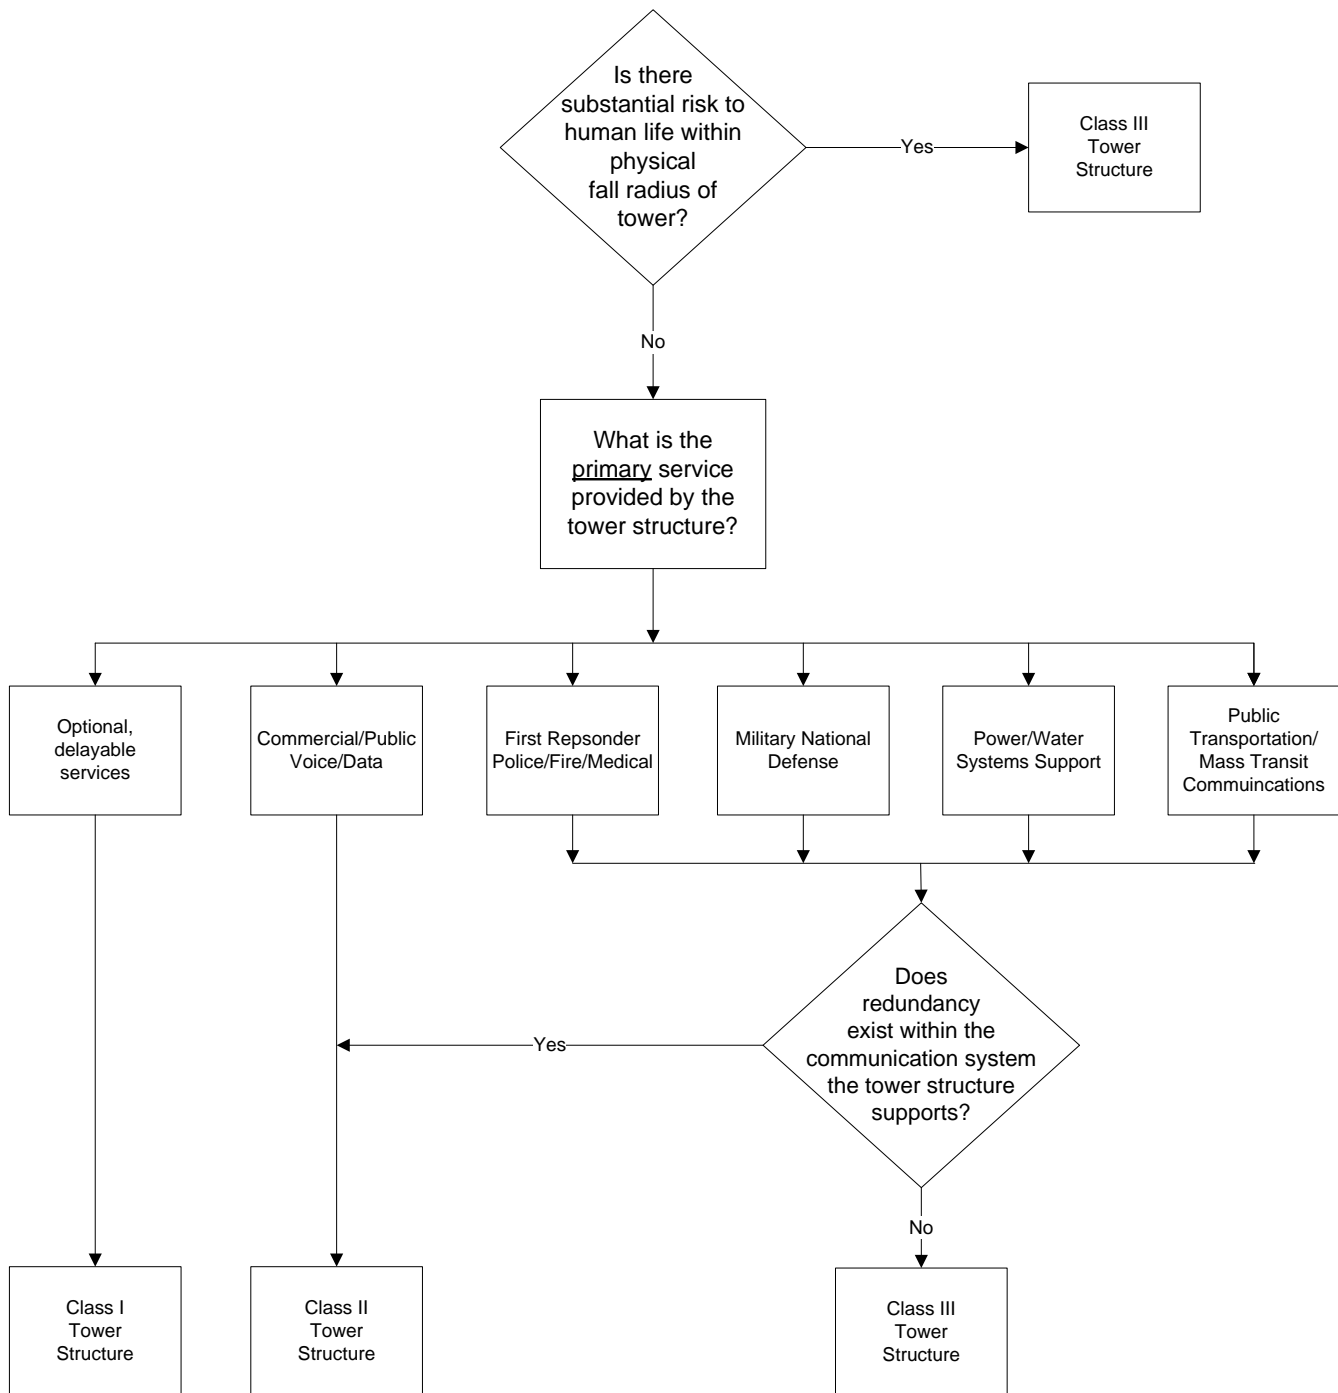 Is there
substantial risk to
human life within
physical
fall radius of
tower?
Yes
Class III
Tower
Structure
No
What is the
primary service
provided by the
tower structure?
Optional,
delayable
services
Commercial/Public
Voice/Data
First Repsonder
Police/Fire/Medical
Military National
Defense
Power/Water
Systems Support
Public
Transportation/
Mass Transit
Commuincations
Does
redundancy
exist within the
communication system
the tower structure
supports?
Yes
No
Class I
Tower
Structure
Class II
Tower
Structure
Class III
Tower
Structure